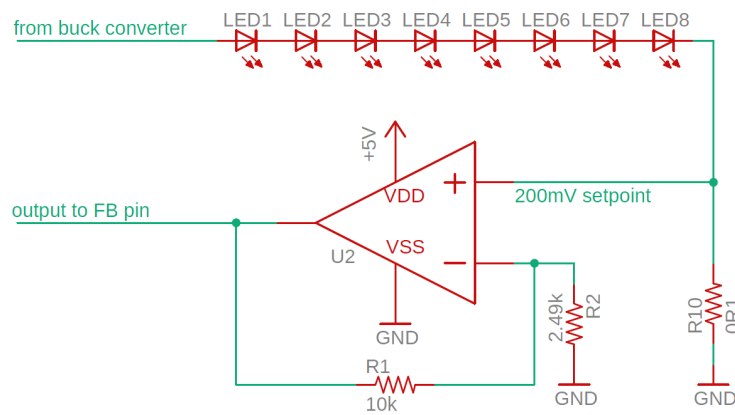 LED1 LED2 LED3 LED4 LED5 LED6 LED7 LED8
from buck converter
+5V
VDD
+
200mV setpoint
output to FB pin
VSS
U2
−
2.49k
R2
R10
0R1
GND
R1
10k
GND
GND